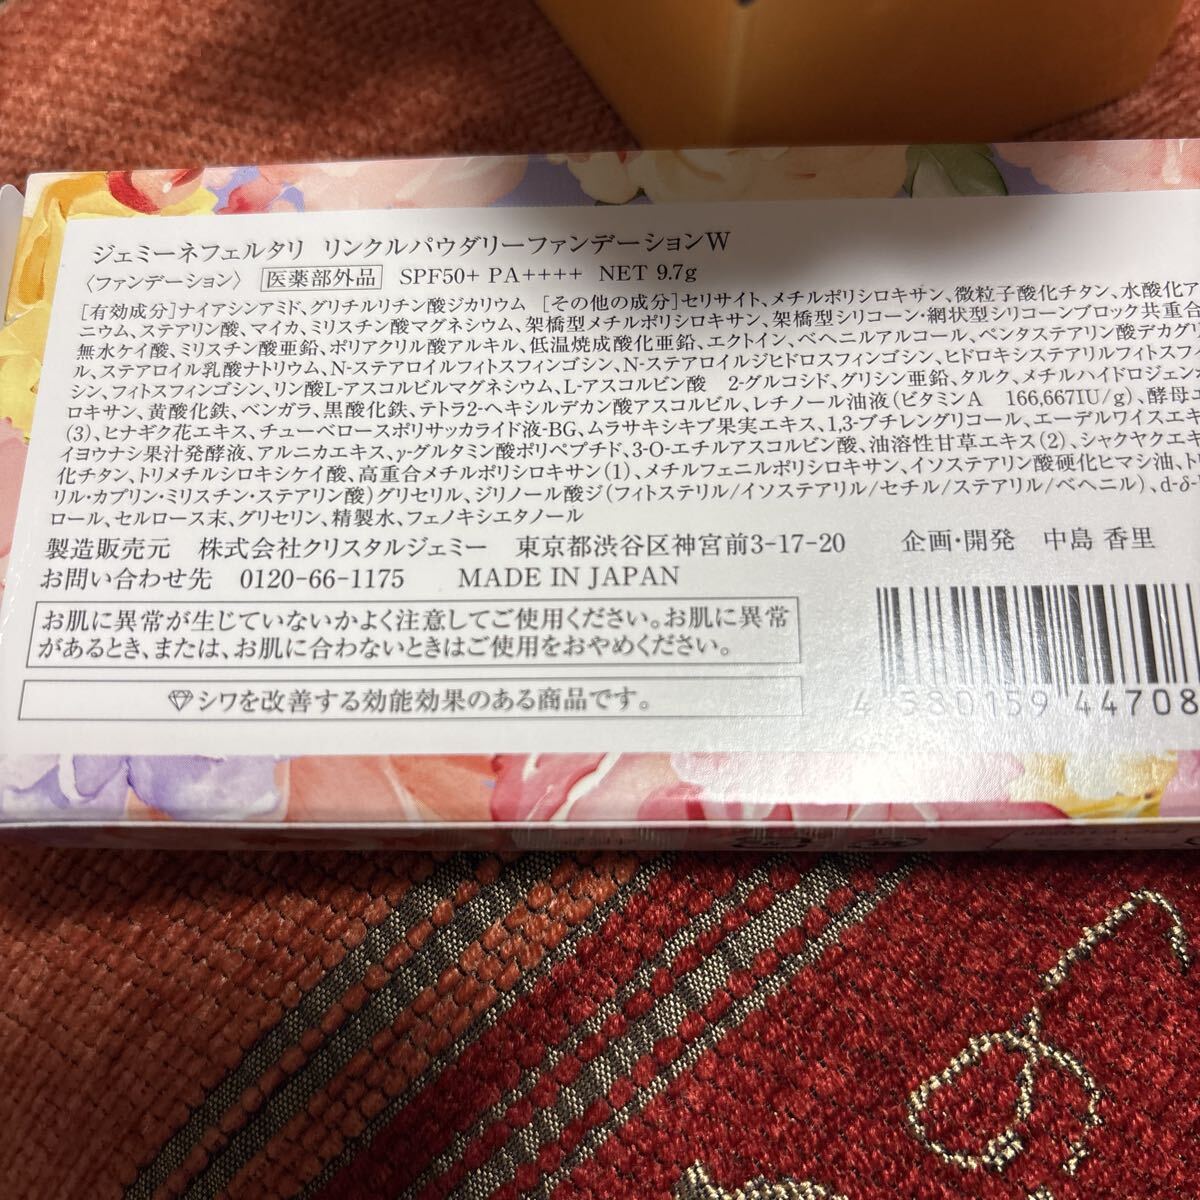 ジェミーネフェルタリ リンクルパウダリーファンデーションW
〈ファンデーション〉 医薬部外品 SPF50+ PA++++ NET 9.7g
[有効成分]ナイアシンアミド、グリチルリチン酸ジカリウム [その他の成分]セリサイト、メチルポリシロキサン、微粒子酸化チタン、水酸化ア
ニウム、ステアリン酸、マイカ、ミリスチン酸マグネシウム、架橋型メチルポリシロキサン、架橋型シリコーン・網状型シリコーンブロック共重合
無水ケイ酸、ミリスチン酸亜鉛、ポリアクリル酸アルキル、低温焼成酸化亜鉛、エクトイン、ベヘニルアルコール、ペンタステアリン酸デカグ
ル、ステアロイル乳酸ナトリウム、N-ステアロイルフィトスフィンゴシン、N-ステアロイルジヒドロスフィンゴシン、ヒドロキシステアリルフィトスフ
シン、フィトスフィンゴシン、リン酸L-アスコルビルマグネシウム、L-アスコルビン酸 2-グルコシド、グリシン亜鉛、タルク、メチルハイドロジェン
ロキサン、黄酸化鉄、ベンガラ、黒酸化鉄、テトラ2-ヘキシルデカン酸アスコルビル、レチノール油液(ビタミンA 166,667IU/g)、酵母エ
(3)、ヒナギク花エキス、チューベロースポリサッカライド液-BG、ムラサキシキブ果実エキス、1,3-ブチレングリコール、エーデルワイスエキ
イヨウナシ果汁発酵液、アルニカエキス、γ-グルタミン酸ポリペプチド、3-O-エチルアスコルビン酸、油溶性甘草エキス(2)、シャクヤクエキ
化チタン、トリメチルシロキシケイ酸、高重合メチルポリシロキサン(1)、メチルフェニルポリシロキサン、イソステアリン酸硬化ヒマシ油、
リル・カプリン・ミリスチン・ステアリン酸)グリセリル、ジリノール酸ジ(フィトステリル/イソステアリル/セチル/ステアリル/ベヘニル)、d-δ-
ロール、セルロース末、グリセリン、精製水、フェノキシエタノール
製造販売元 株式会社クリスタルジェミー 東京都渋谷区神宮前3-17-20 企画・開発 中島 香里
お問い合わせ先 0120-66-1175 MADE IN JAPAN
お肌に異常が生じていないかよく注意してご使用ください。お肌に異常
があるとき、または、お肌に合わないときはご使用をおやめください。
シワを改善する効能効果のある商品です。
4 580159 44708